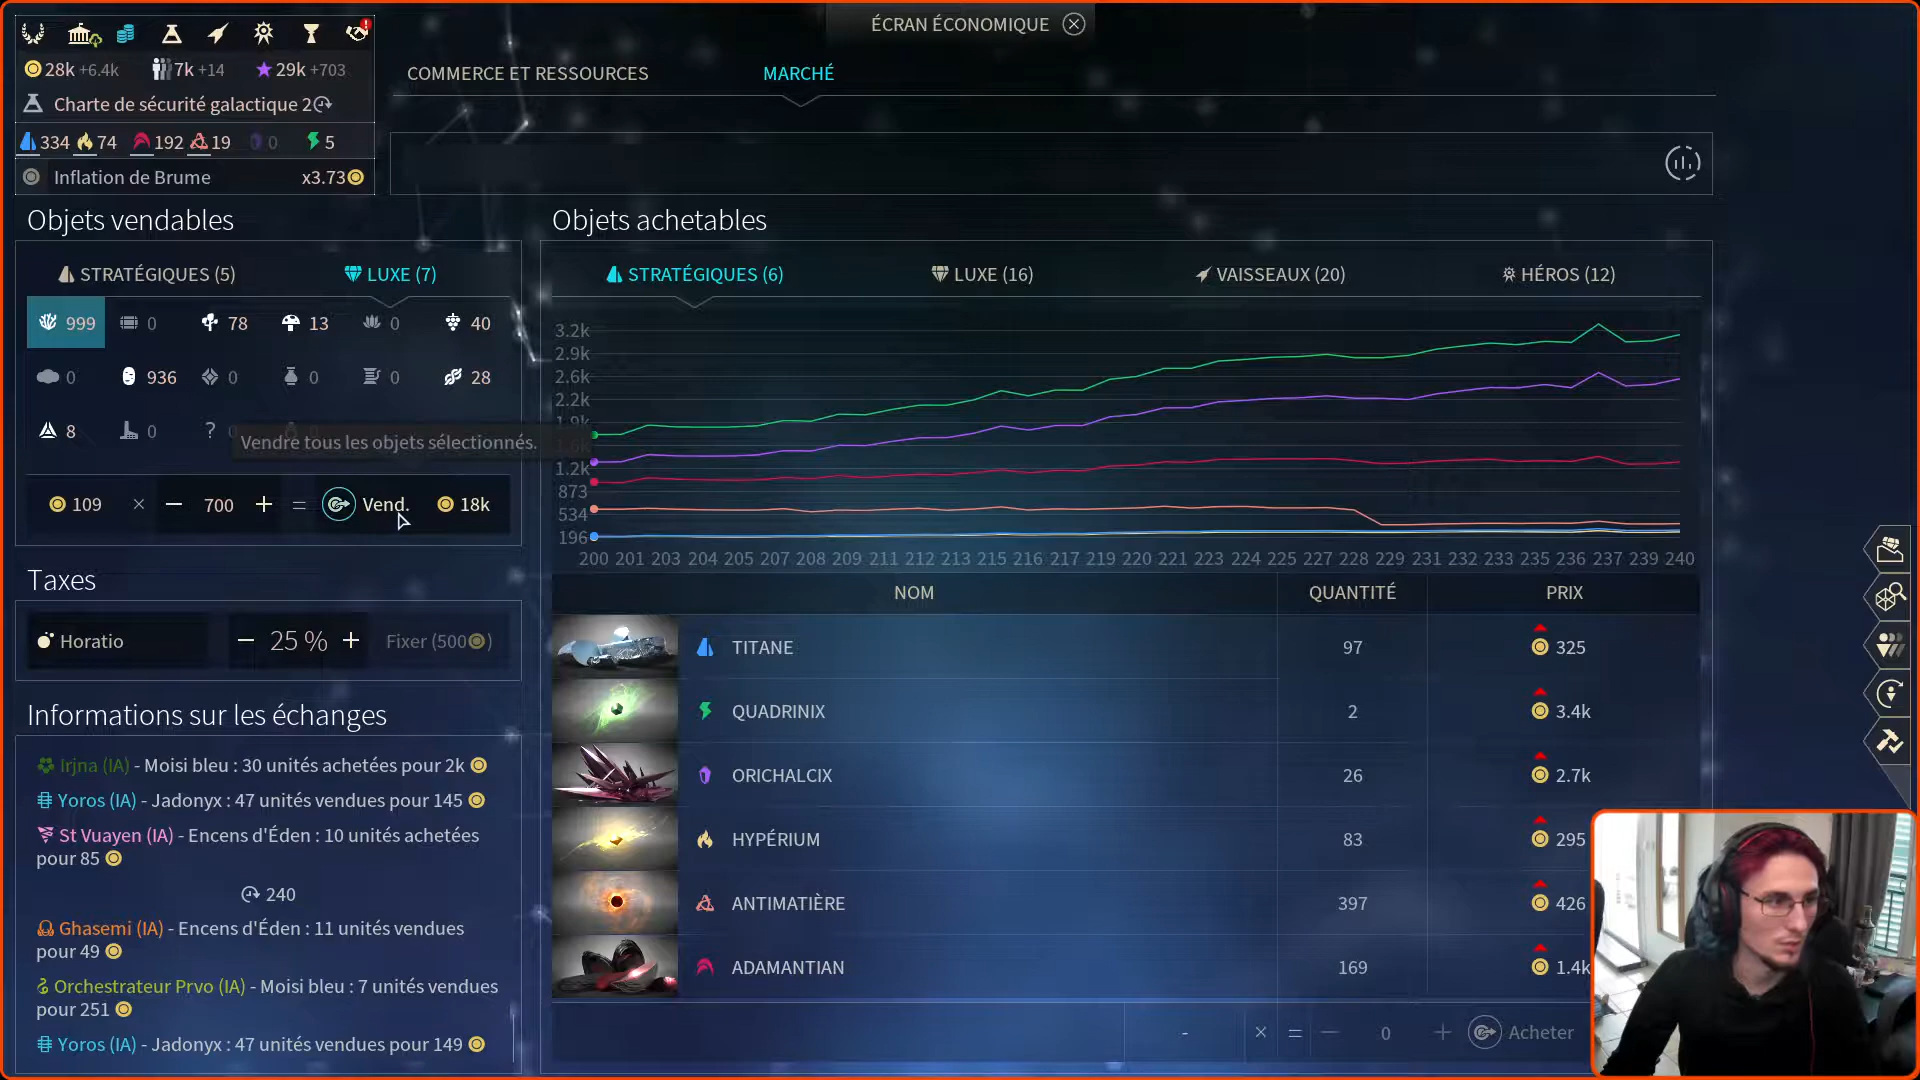 ÉCRAN ÉCONOMIQUE
28k +6.4k 7k +14 29k +703
Charte de sécurité galactique 2
334 74 192 19 0 5
Inflation de Brume x3.73
COMMERCE ET RESSOURCES MARCHÉ
Objets vendables
STRATÉGIQUES (5) LUXE (7)
999 0 78 13 0 40
0 936 0 0 0 28
8 0 ?
Vendre tous les objets sélectionnés.
109 × − 700 + = Vend. 18k
Taxes
Horatio − 25 % + Fixer (500)
Informations sur les échanges
Irjna (IA) - Moisi bleu : 30 unités achetées pour 2k
Yoros (IA) - Jadonyx : 47 unités vendues pour 145
St Vuayen (IA) - Encens d'Éden : 10 unités achetées
pour 85
240
Ghasemi (IA) - Encens d'Éden : 11 unités vendues
pour 49
Orchestrateur Prvo (IA) - Moisi bleu : 7 unités vendues
pour 251
Yoros (IA) - Jadonyx : 47 unités vendues pour 149
Objets achetables
STRATÉGIQUES (6) LUXE (16) VAISSEAUX (20) HÉROS (12)
3.2k
2.9k
2.6k
2.2k
1.9k
1.2k
873
534
196
200 201 203 204 205 207 208 209 211 212 213 215 216 217 219 220 221 223 224 225 227 228 229 231 232 233 235 236 237 239 240
NOM QUANTITÉ PRIX
TITANE 97 325
QUADRINIX 2 3.4k
ORICHALCIX 26 2.7k
HYPÉRIUM 83 295
ANTIMATIÈRE 397 426
ADAMANTIAN 169 1.4k
- × = − 0 + Acheter